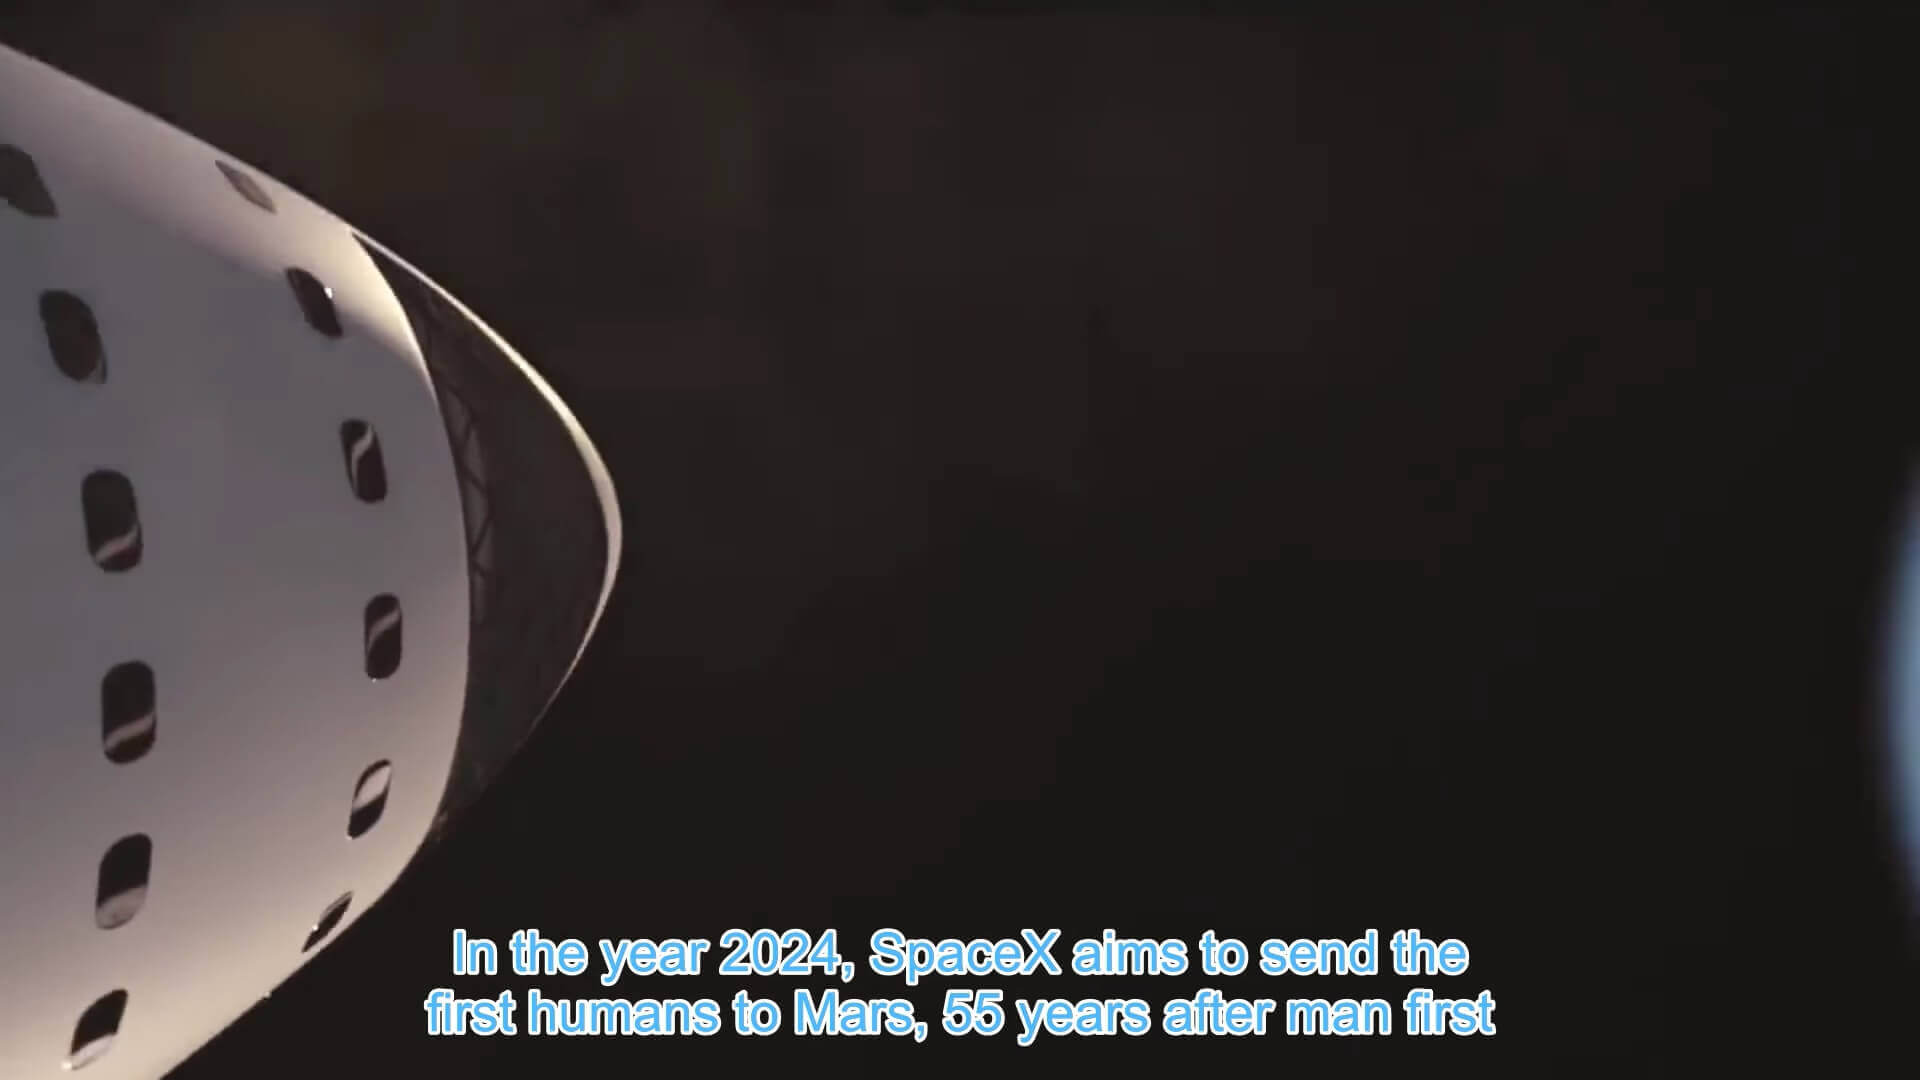 In the year 2024, SpaceX aims to send the
first humans to Mars, 55 years after man first